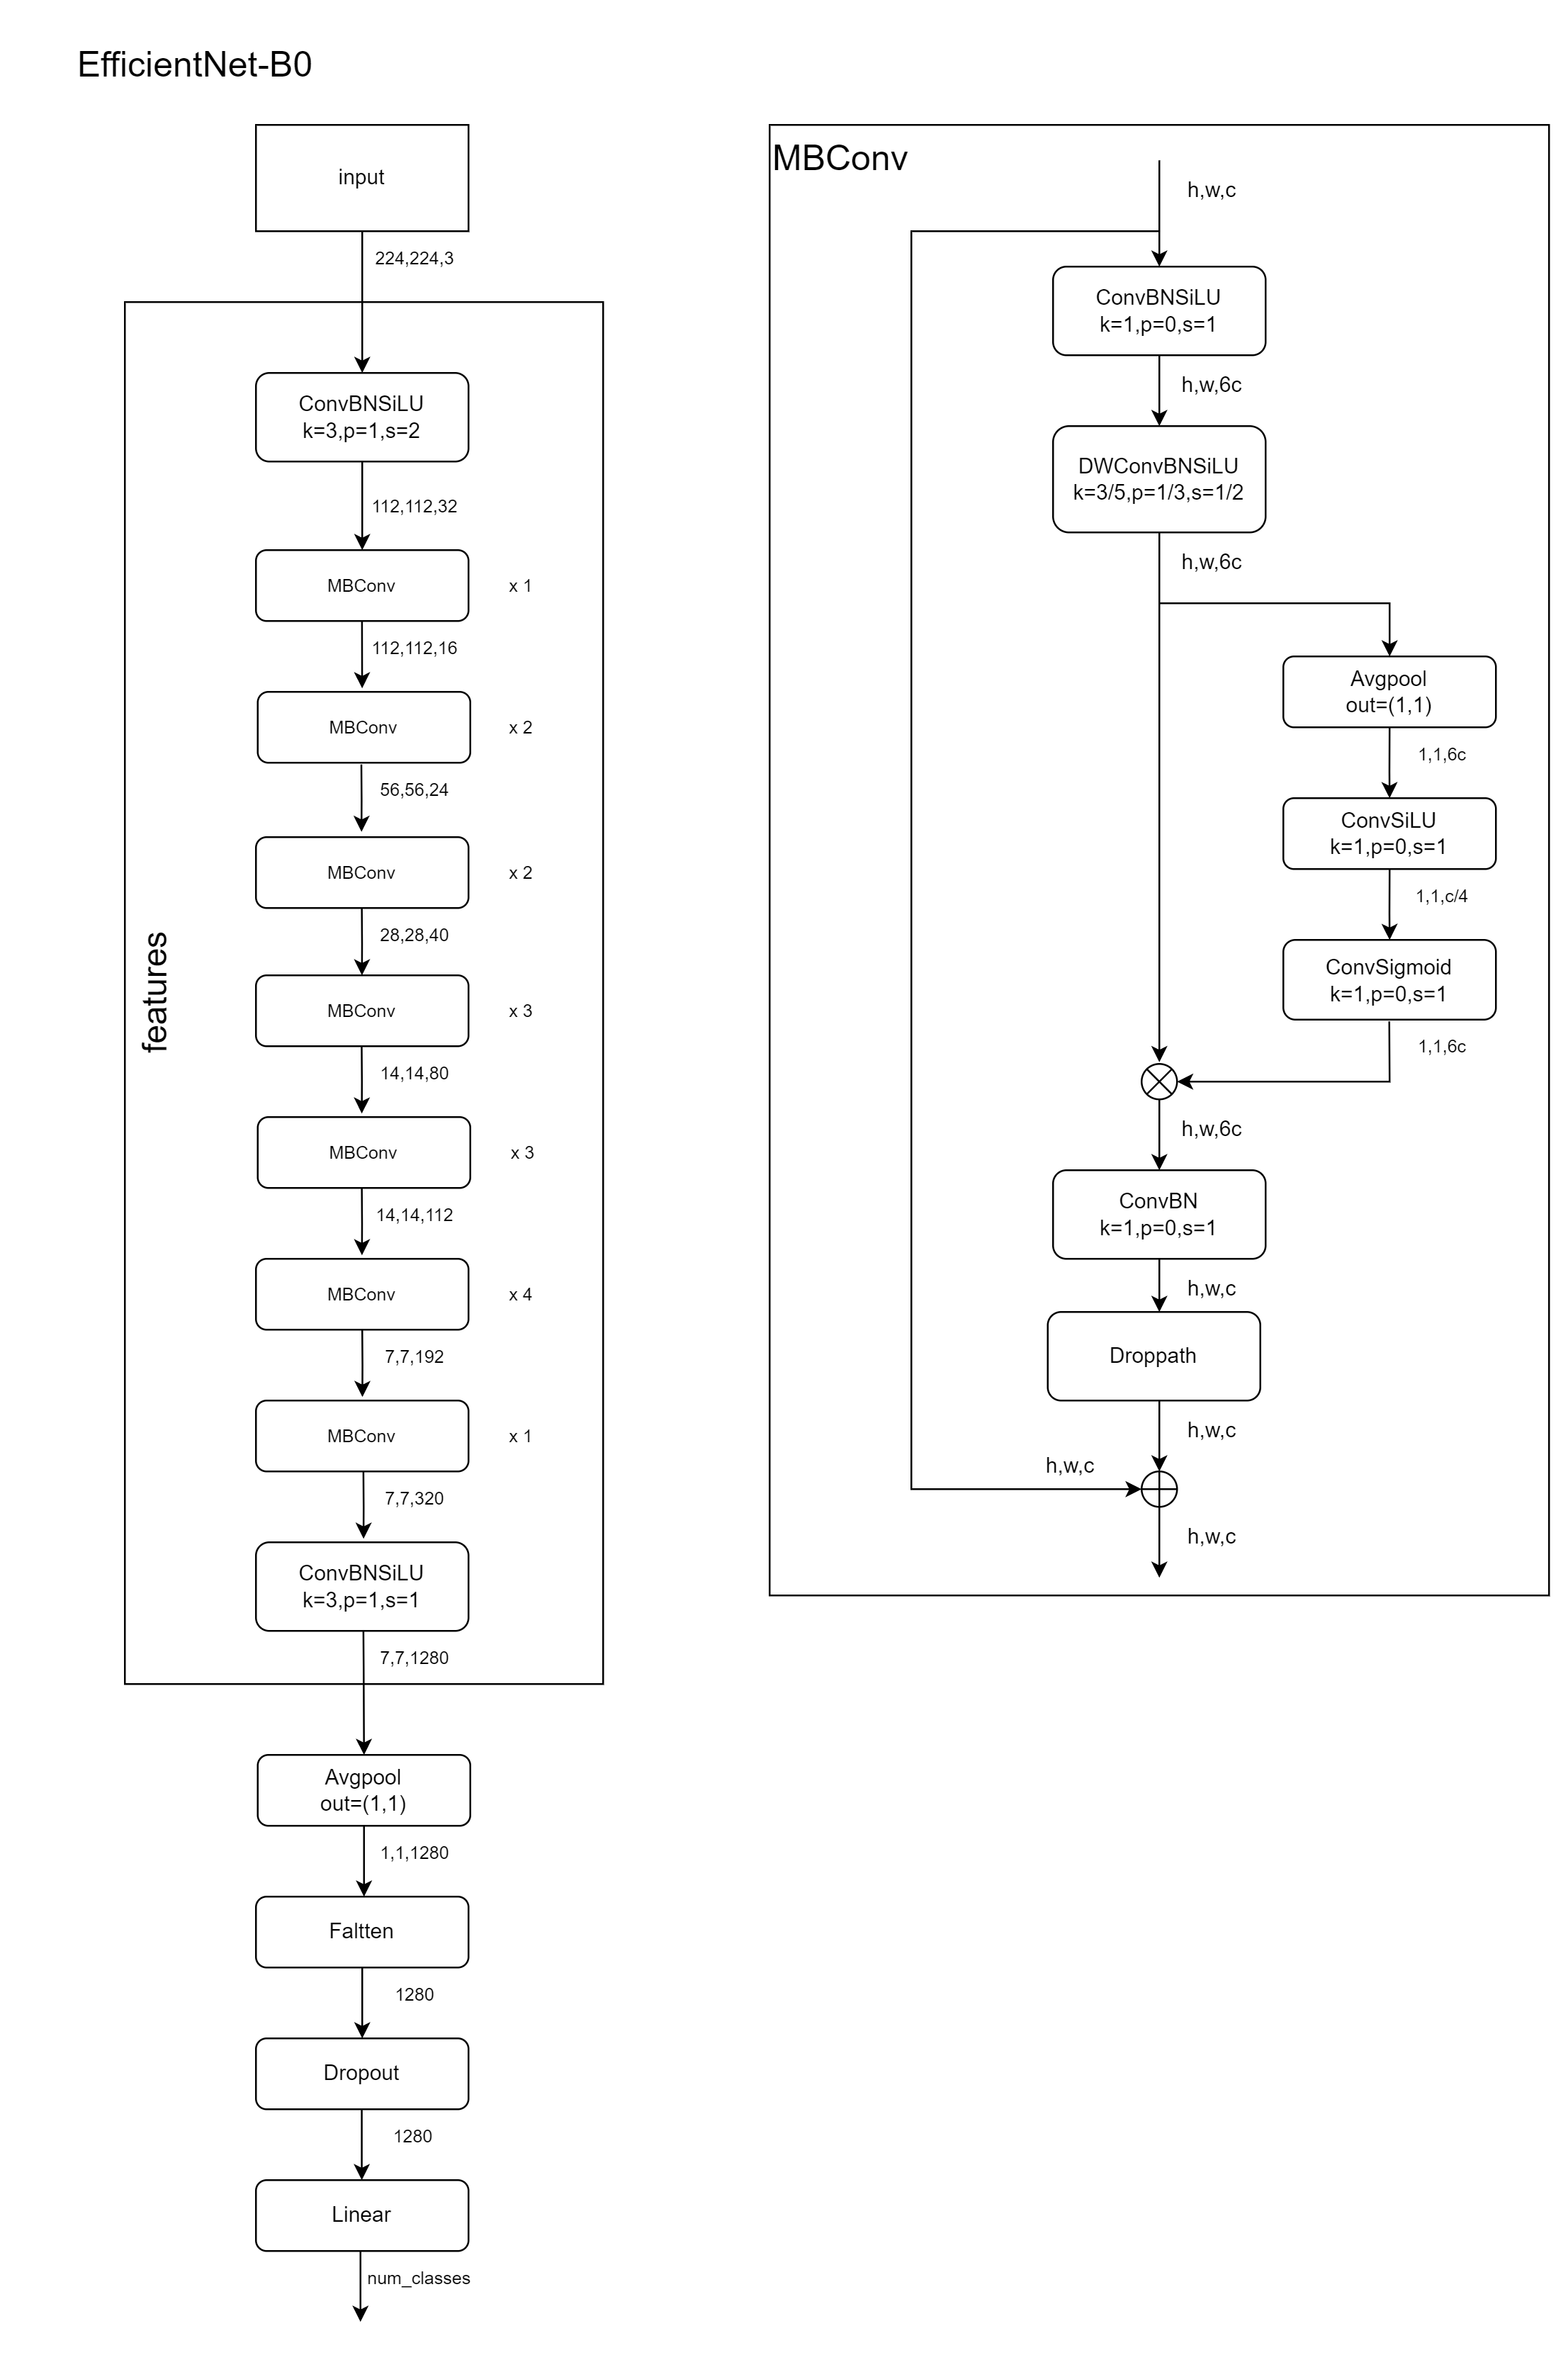 EfficientNet-B0
input
224,224,3
features
ConvBNSiLU
k=3,p=1,s=2
112,112,32
MBConv
x 1
112,112,16
MBConv
x 2
56,56,24
MBConv
x 2
28,28,40
MBConv
x 3
14,14,80
MBConv
x 3
14,14,112
MBConv
x 4
7,7,192
MBConv
x 1
7,7,320
ConvBNSiLU
k=3,p=1,s=1
7,7,1280
Avgpool
out=(1,1)
1,1,1280
Faltten
1280
Dropout
1280
Linear
num_classes
MBConv
h,w,c
ConvBNSiLU
k=1,p=0,s=1
h,w,6c
DWConvBNSiLU
k=3/5,p=1/3,s=1/2
h,w,6c
Avgpool
out=(1,1)
1,1,6c
ConvSiLU
k=1,p=0,s=1
1,1,c/4
ConvSigmoid
k=1,p=0,s=1
1,1,6c
h,w,6c
ConvBN
k=1,p=0,s=1
h,w,c
Droppath
h,w,c
h,w,c
h,w,c